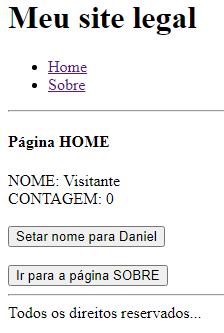 Meu site legal
Home
Sobre
Página HOME
NOME: Visitante
CONTAGEM: 0
Setar nome para Daniel
Ir para a página SOBRE
Todos os direitos reservados...